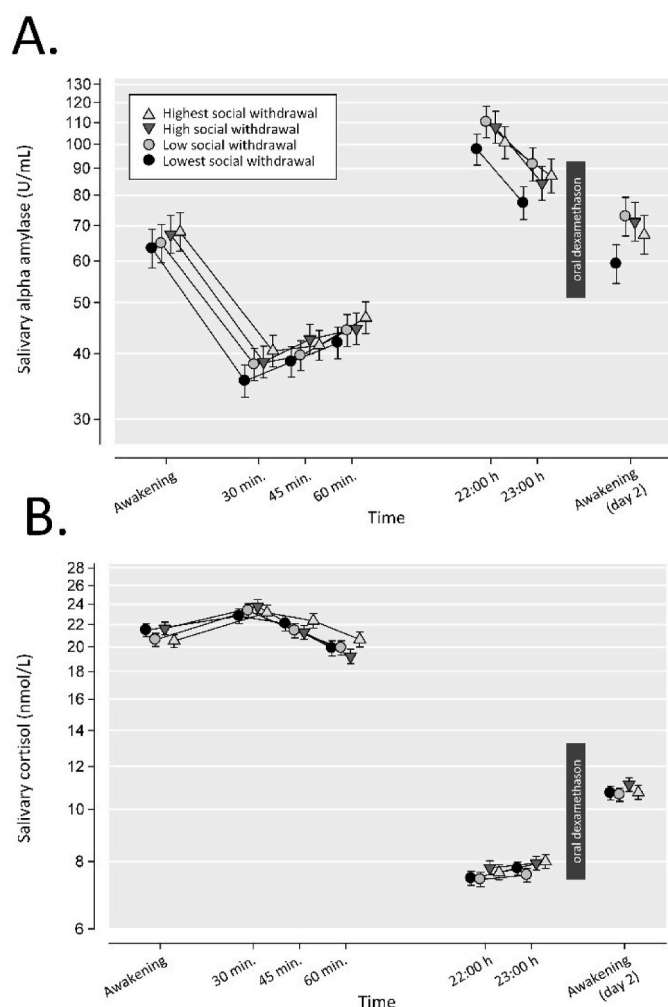 A.
Salivary alpha amylase (U/mL)
130
120
110
100
90
80
70
60
50
40
30
Highest social withdrawal
High social withdrawal
Low social withdrawal
Lowest social withdrawal
oral dexamethason
Awakening
30 min.
45 min.
60 min.
22:00 h
23:00 h
Awakening
(day 2)
Time
B.
Salivary cortisol (nmol/L)
28
26
24
22
20
18
16
14
12
10
8
6
oral dexamethason
Awakening
30 min.
45 min.
60 min.
22:00 h
23:00 h
Awakening
(day 2)
Time